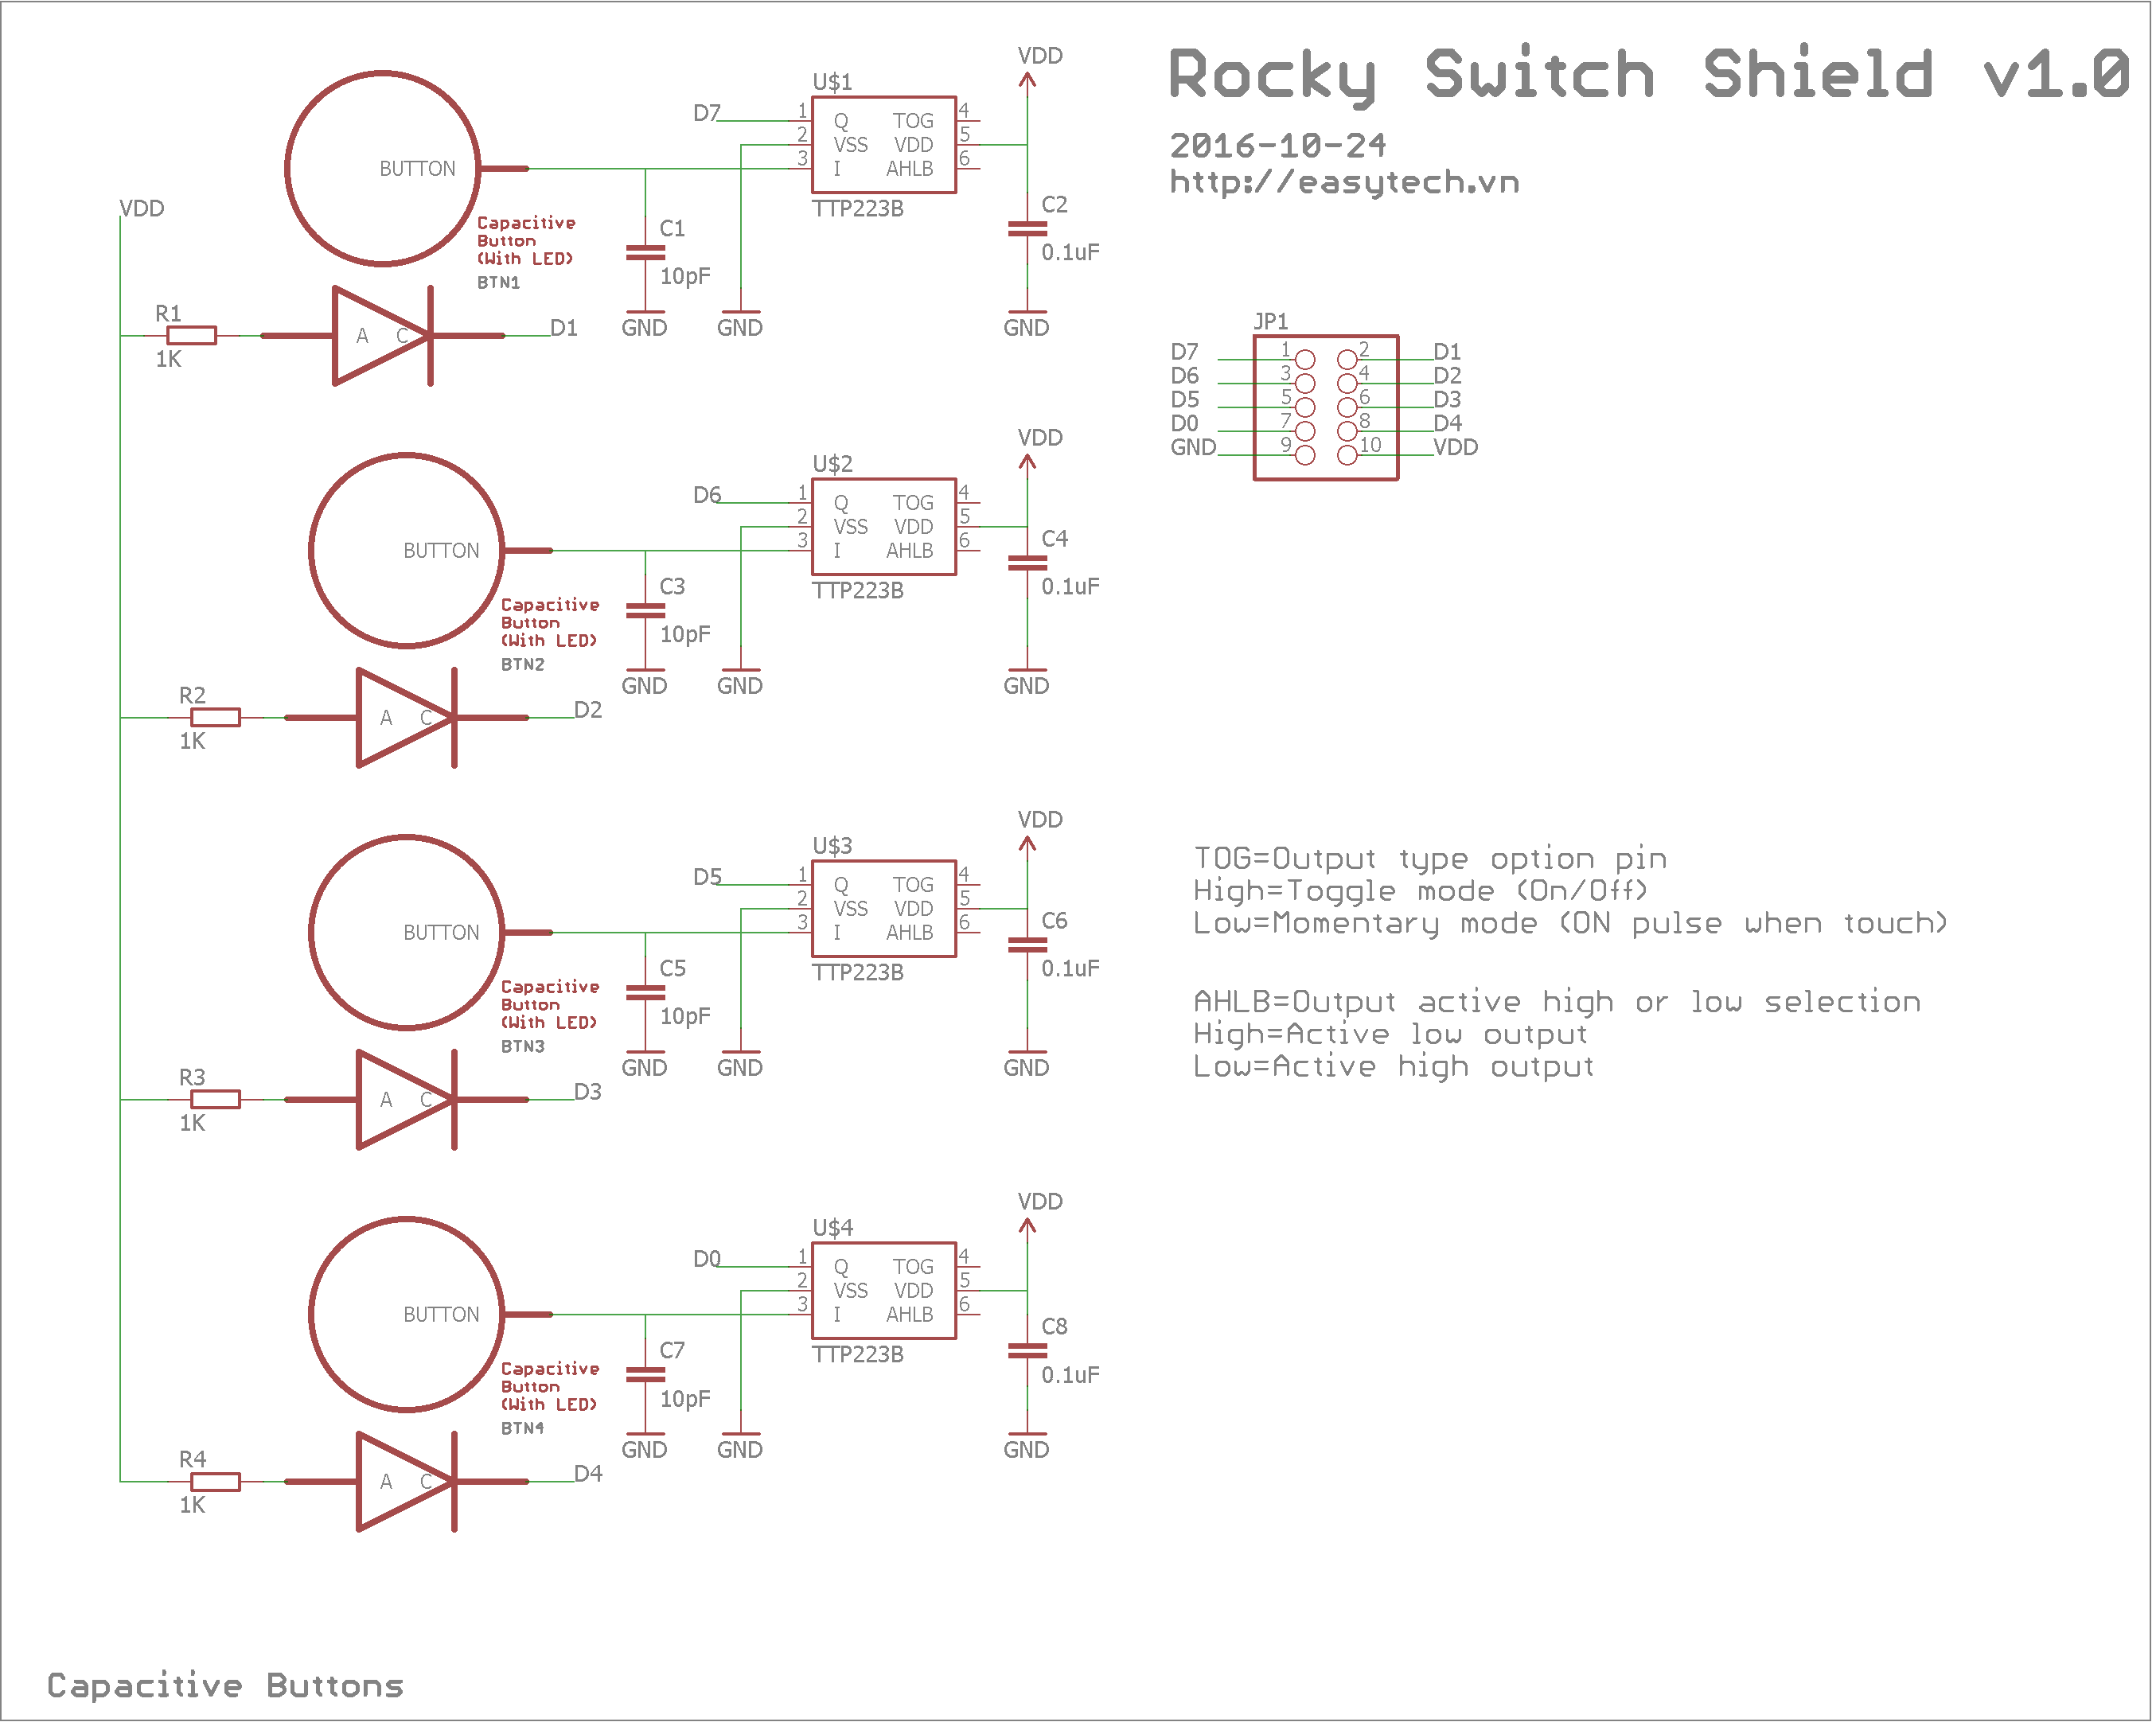 Rocky Switch Shield v1.0
2016-10-24
http://easytech.vn
VDD
BUTTON
Capacitive
Button
(With LED)
BTN1
R1
1K
A C
D1
C1
10pF
GND
GND
D7
U$1
1 Q TOG 4
2 VSS VDD 5
3 I AHLB 6
TTP223B
VDD
C2
0.1uF
GND
JP1
D7 1 2 D1
D6 3 4 D2
D5 5 6 D3
D0 7 8 D4
GND 9 10 VDD
BUTTON
Capacitive
Button
(With LED)
BTN2
R2
1K
A C
D2
C3
10pF
GND
GND
D6
U$2
1 Q TOG 4
2 VSS VDD 5
3 I AHLB 6
TTP223B
VDD
C4
0.1uF
GND
BUTTON
Capacitive
Button
(With LED)
BTN3
R3
1K
A C
D3
C5
10pF
GND
GND
D5
U$3
1 Q TOG 4
2 VSS VDD 5
3 I AHLB 6
TTP223B
VDD
C6
0.1uF
GND
TOG=Output type option pin
High=Toggle mode (On/Off)
Low=Momentary mode (ON pulse when touch)
AHLB=Output active high or low selection
High=Active low output
Low=Active high output
BUTTON
Capacitive
Button
(With LED)
BTN4
R4
1K
A C
D4
C7
10pF
GND
GND
D0
U$4
1 Q TOG 4
2 VSS VDD 5
3 I AHLB 6
TTP223B
VDD
C8
0.1uF
GND
Capacitive Buttons